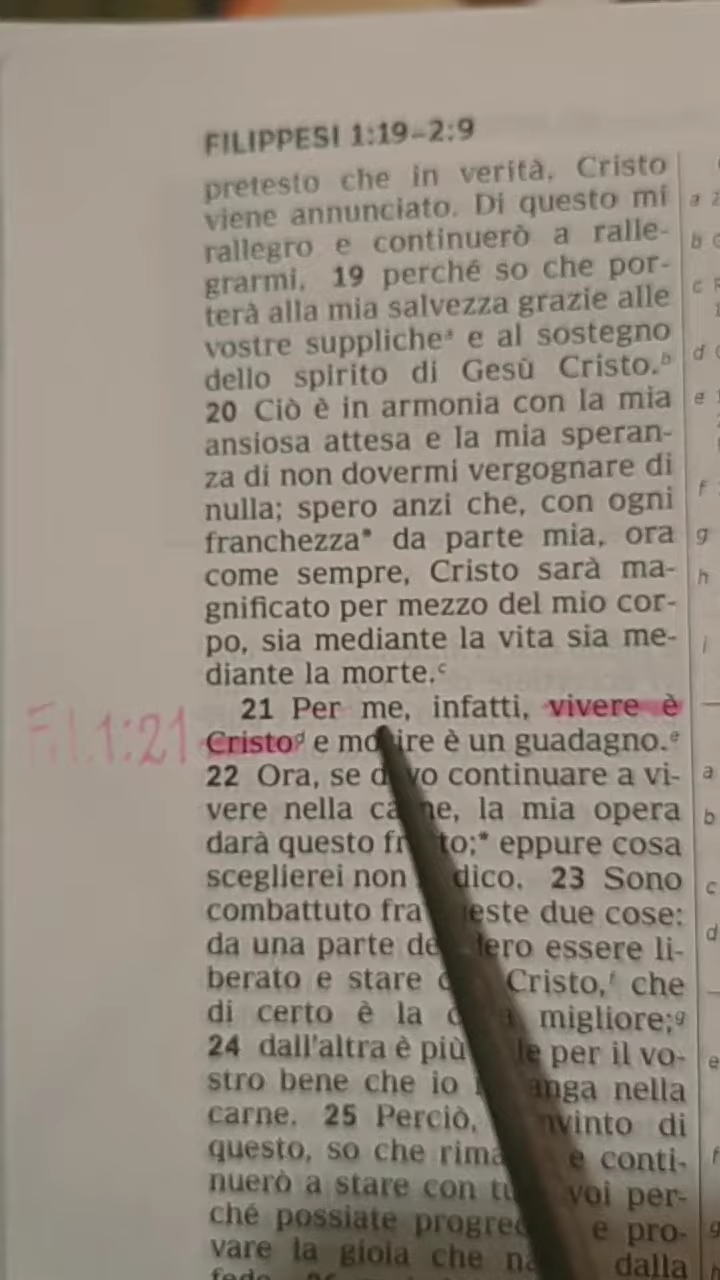 FILIPPESI 1:19-2:9
pretesto che in verità, Cristo
viene annunciato. Di questo mi
rallegro e continuerò a ralle-
grarmi, 19 perché so che por-
terà alla mia salvezza grazie alle
vostre supplicheᵃ e al sostegno
dello spirito di Gesù Cristo.ᵇ
20 Ciò è in armonia con la mia
ansiosa attesa e la mia speran-
za di non dovermi vergognare di
nulla; spero anzi che, con ogni
franchezza* da parte mia, ora
come sempre, Cristo sarà ma-
gnificato per mezzo del mio cor-
po, sia mediante la vita sia me-
diante la morte.ᶜ
21 Per me, infatti, vivere è
Fil. 1:21
Cristoᵈ e è un guadagno.ᵉ
22 Ora, se continuare a vi-
vere nella la mia opera
darà questo eppure cosa
sceglierei non dico. 23 Sono
combattuto fra due cose:
da una parte essere li-
berato e stare Cristo,ᶠ che
di certo è la migliore;ᵍ
24 dall'altra è più per il vo-
stro bene che io nella
carne. 25 Perciò, di
questo, so che e conti-
nuerò a stare con voi per-
ché possiate e pro-
vare la gioia che dalla
a
b
c
d
e
f
g
h
i
a
b
c
d
e
f
g